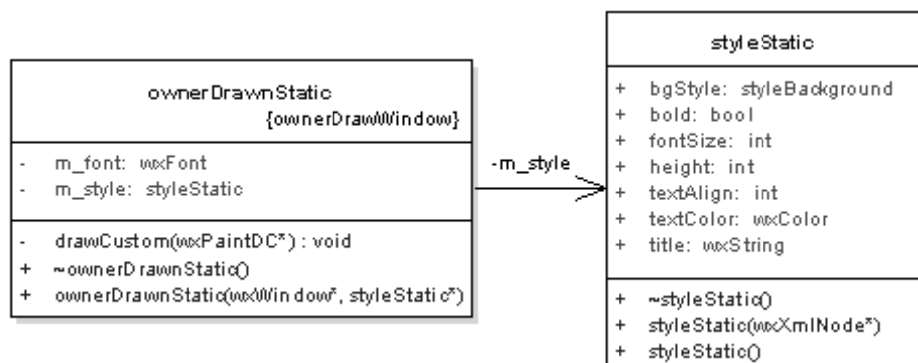 ownerDrawnStatic
{ownerDrawWindow}
- m_font: wxFont
- m_style: styleStatic
- drawCustom(wxPaintDC*) : void
+ ~ownerDrawnStatic()
+ ownerDrawnStatic(wxWindow*, styleStatic*)
-m_style
styleStatic
+ bgStyle: styleBackground
+ bold: bool
+ fontSize: int
+ height: int
+ textAlign: int
+ textColor: wxColor
+ title: wxString
+ ~styleStatic()
+ styleStatic(wxXmlNode*)
+ styleStatic()